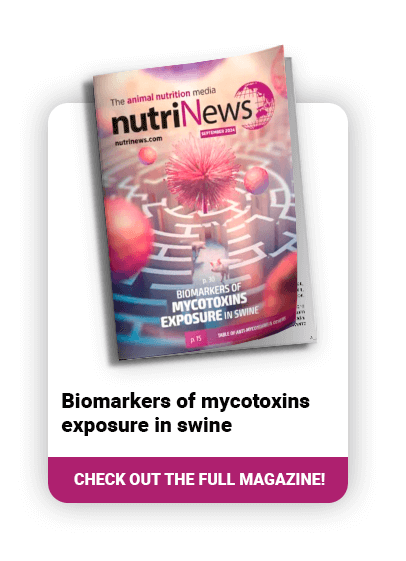 The animal nutrition media
nutriNews
SEPTEMBER 2024
nutrinews.com
BIOMARKERS OF
MYCOTOXINS
EXPOSURE IN SWINE
p. 15
Biomarkers of mycotoxins
exposure in swine
CHECK OUT THE FULL MAGAZINE!